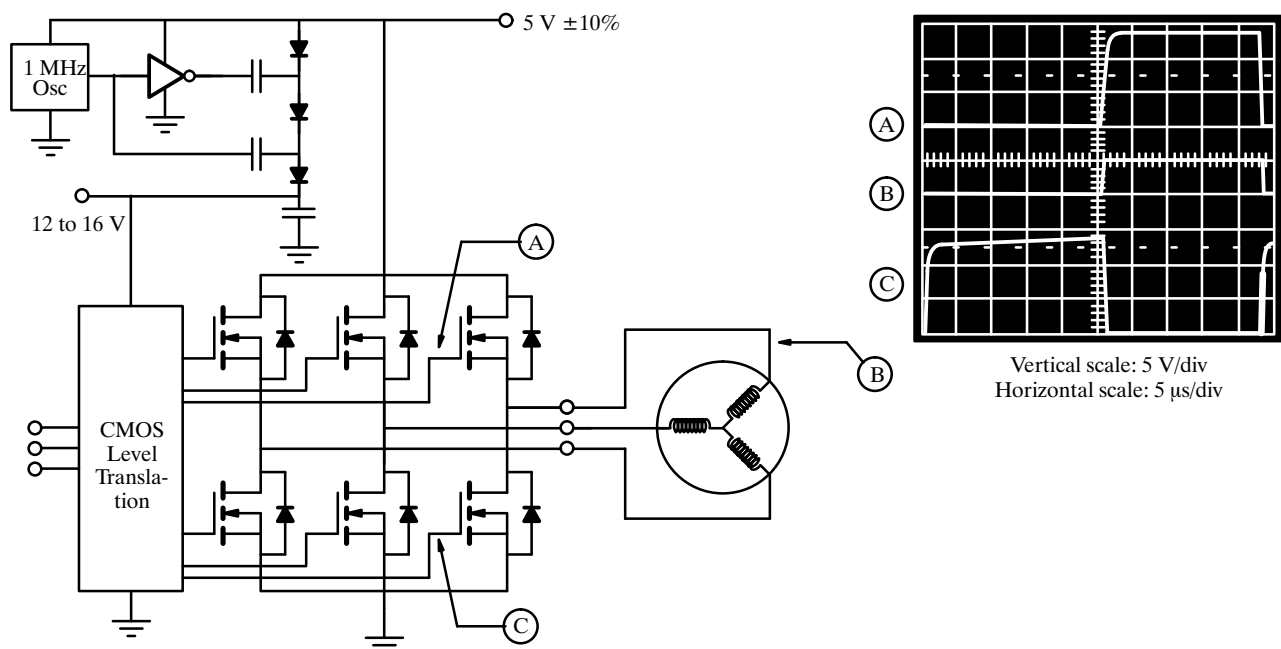 5 V ±10%
1 MHz
Osc
12 to 16 V
A
B
C
CMOS
Level
Transla-
tion
A
B
C
Vertical scale: 5 V/div
Horizontal scale: 5 µs/div